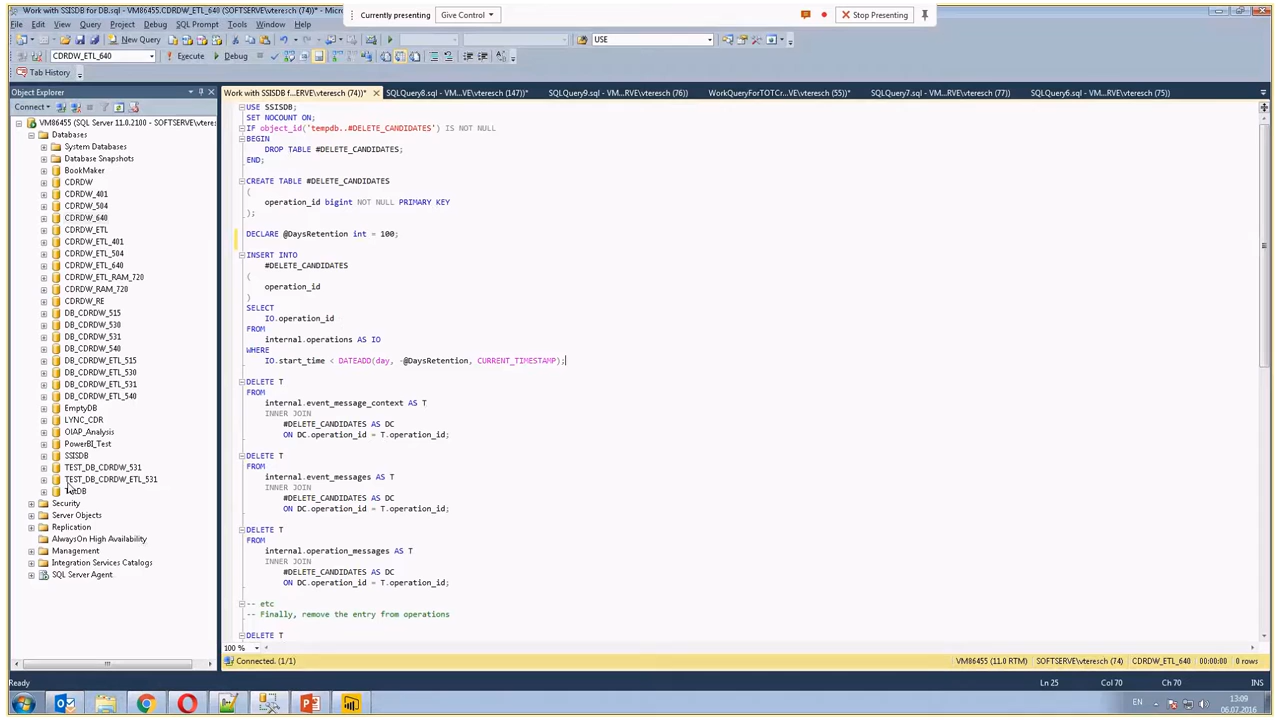 Work with SSISDB for DB.sql - VM86455.CDRDW_ETL_640 (SOFTSERVE\vteresch (74))* - Micros
Currently presenting
Give Control
Stop Presenting
File Edit View Query Project Debug SQL Prompt Tools Window Help
New Query
USE
CDRDW_ETL_640
Execute
Debug
Tab History
Object Explorer
Work with SSISDB f...ERVE\vteresch (74))*
SQLQuery8.sql - VM...VE\vteresch (147))*
SQLQuery9.sql - VM...RVE\vteresch (76))
WorkQueryForTOTCr...VE\vteresch (55))*
SQLQuery7.sql - VM...RVE\vteresch (77))
SQLQuery6.sql - VM...RVE\vteresch (75))
Connect
VM86455 (SQL Server 11.0.2100 - SOFTSERVE\vteres
Databases
System Databases
Database Snapshots
BookMaker
CDRDW
CDRDW_401
CDRDW_504
CDRDW_640
CDRDW_ETL
CDRDW_ETL_401
CDRDW_ETL_504
CDRDW_ETL_640
CDRDW_ETL_RAM_720
CDRDW_RAM_720
CDRDW_RE
DB_CDRDW_515
DB_CDRDW_530
DB_CDRDW_531
DB_CDRDW_540
DB_CDRDW_ETL_515
DB_CDRDW_ETL_530
DB_CDRDW_ETL_531
DB_CDRDW_ETL_540
EmptyDB
LYNC_CDR
OlAP_Analysis
PowerBI_Test
SSISDB
TEST_DB_CDRDW_531
TEST_DB_CDRDW_ETL_531
Security
Server Objects
Replication
AlwaysOn High Availability
Management
Integration Services Catalogs
SQL Server Agent
USE SSISDB;
SET NOCOUNT ON;
IF object_id('tempdb..#DELETE_CANDIDATES') IS NOT NULL
BEGIN
DROP TABLE #DELETE_CANDIDATES;
END;
CREATE TABLE #DELETE_CANDIDATES
(
operation_id bigint NOT NULL PRIMARY KEY
);
DECLARE @DaysRetention int = 100;
INSERT INTO
#DELETE_CANDIDATES
(
operation_id
)
SELECT
IO.operation_id
FROM
internal.operations AS IO
WHERE
IO.start_time < DATEADD(day, -@DaysRetention, CURRENT_TIMESTAMP);
DELETE T
FROM
internal.event_message_context AS T
INNER JOIN
#DELETE_CANDIDATES AS DC
ON DC.operation_id = T.operation_id;
DELETE T
FROM
internal.event_messages AS T
INNER JOIN
#DELETE_CANDIDATES AS DC
ON DC.operation_id = T.operation_id;
DELETE T
FROM
internal.operation_messages AS T
INNER JOIN
#DELETE_CANDIDATES AS DC
ON DC.operation_id = T.operation_id;
-- etc
-- Finally, remove the entry from operations
DELETE T
100 %
Connected. (1/1)
VM86455 (11.0 RTM)
SOFTSERVE\vteresch (74)
CDRDW_ETL_640
00:00:00
0 rows
Ready
Ln 25
Col 70
Ch 70
INS
EN
13:09
06.07.2016